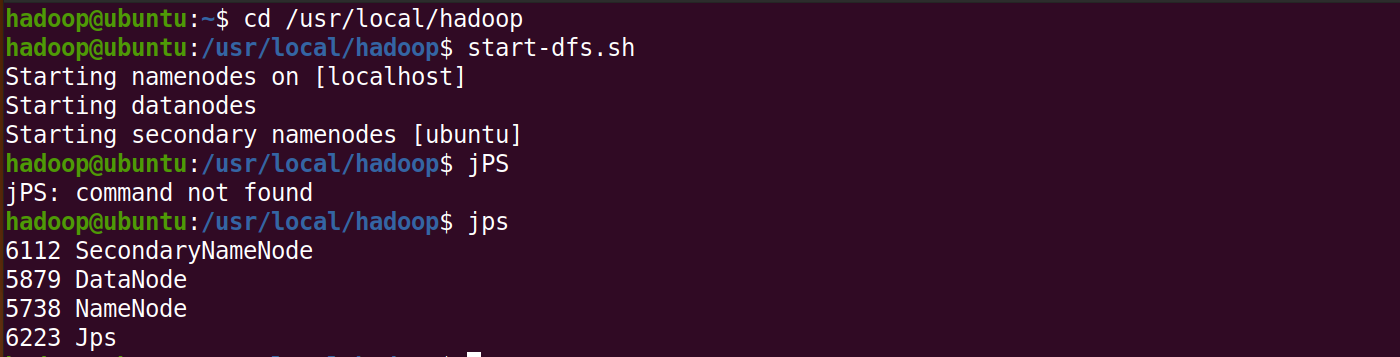 hadoop@ubuntu:~$ cd /usr/local/hadoop
hadoop@ubuntu:/usr/local/hadoop$ start-dfs.sh
Starting namenodes on [localhost]
Starting datanodes
Starting secondary namenodes [ubuntu]
hadoop@ubuntu:/usr/local/hadoop$ jPS
jPS: command not found
hadoop@ubuntu:/usr/local/hadoop$ jps
6112 SecondaryNameNode
5879 DataNode
5738 NameNode
6223 Jps